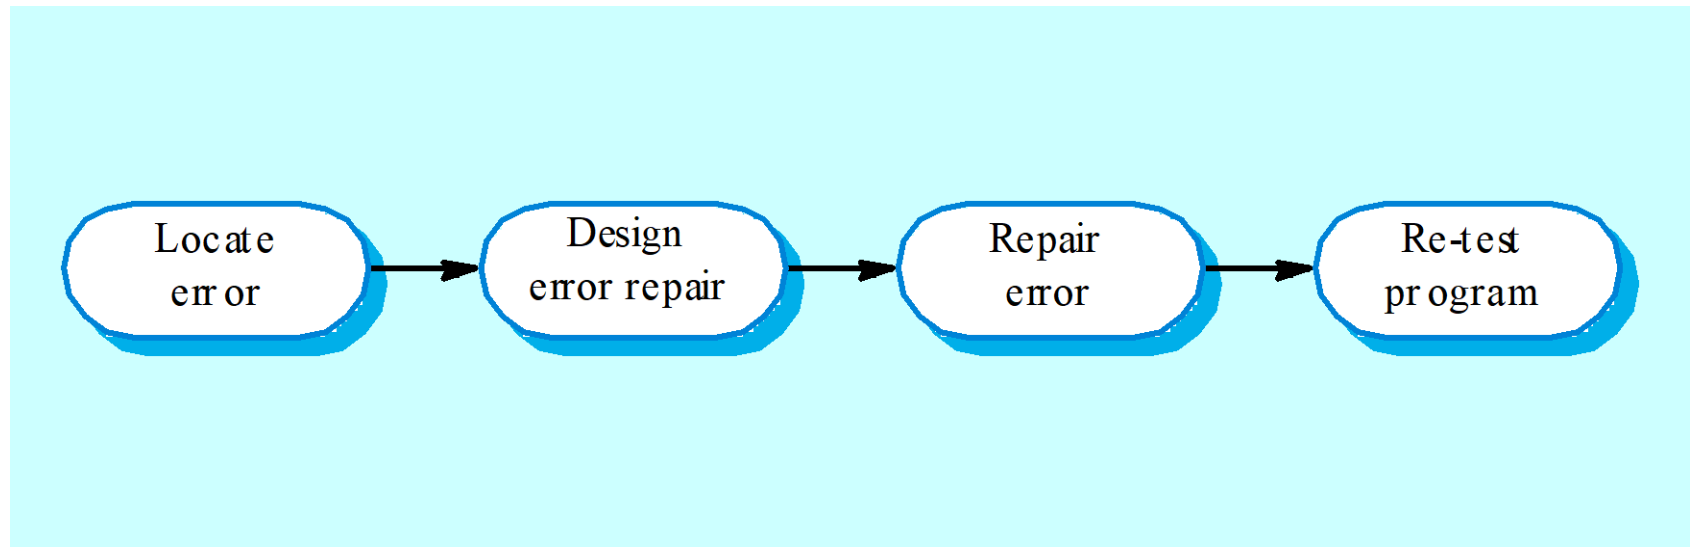 Locate
error
Design
error repair
Repair
error
Re-test
program